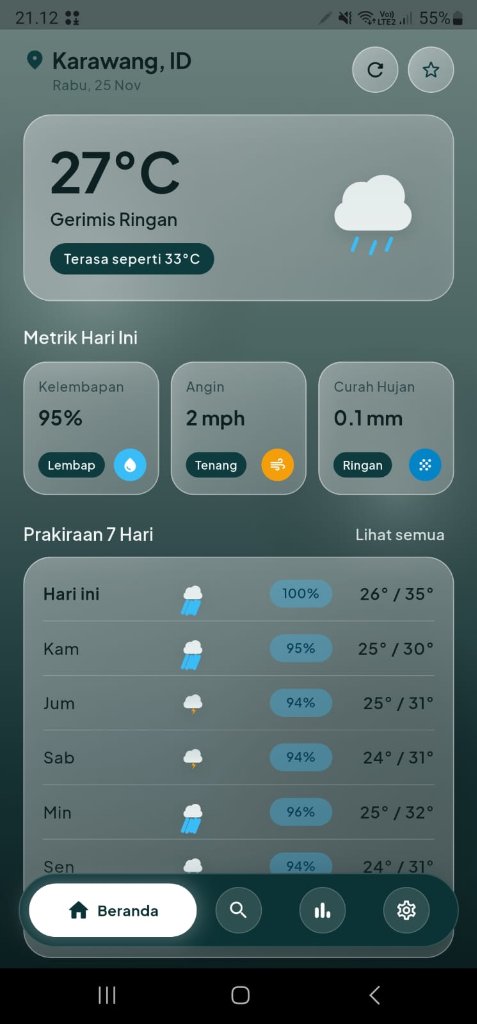 21.12
Vo))
LTE2
55%
Karawang, ID
Rabu, 25 Nov
27°C
Gerimis Ringan
Terasa seperti 33°C
Metrik Hari Ini
Kelembapan Angin Curah Hujan
95% 2 mph 0.1 mm
Lembap Tenang Ringan
Prakiraan 7 Hari Lihat semua
Hari ini 100% 26° / 35°
Kam 95% 25° / 30°
Jum 94% 25° / 31°
Sab 94% 24° / 31°
Min 96% 25° / 32°
Sen 94% 24° / 31°
Beranda